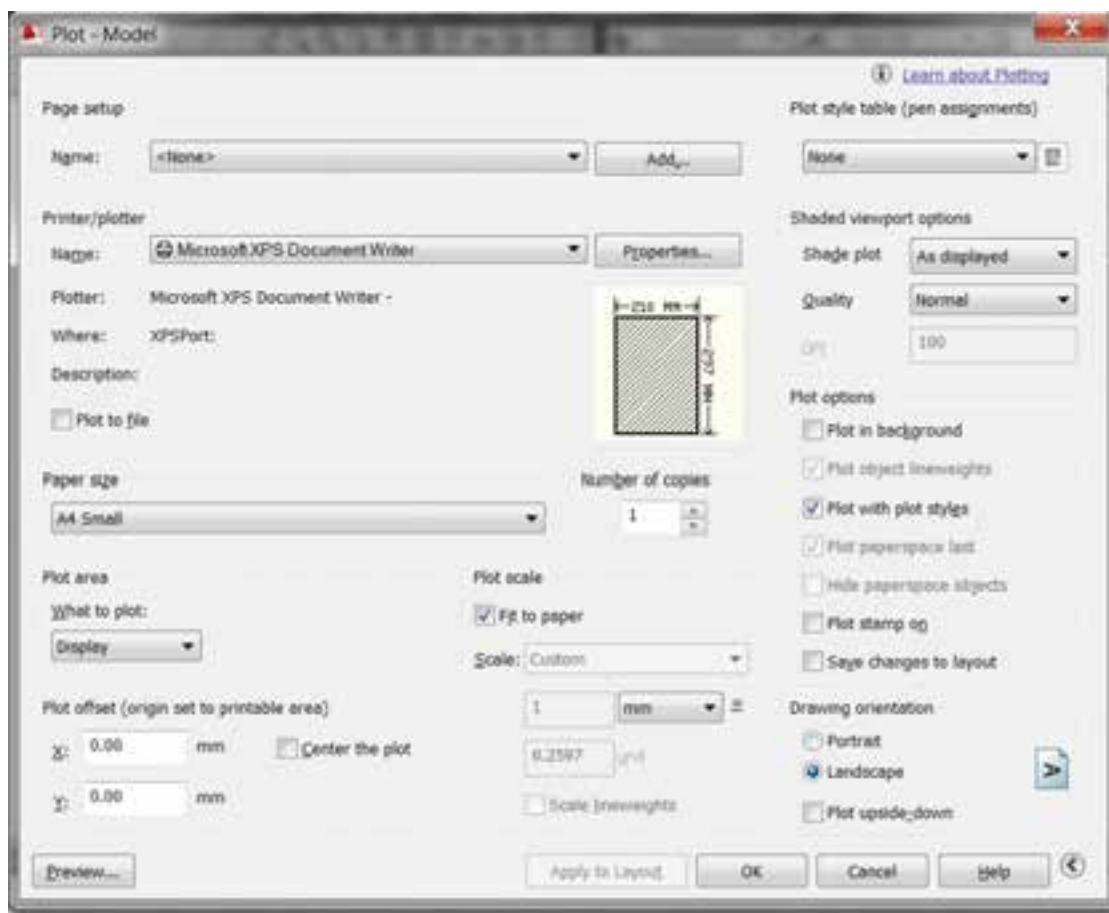 Plot - Model
Learn about Plotting
Page setup
Name: <None> Add...
Plot style table (pen assignments)
None
Printer/plotter
Name: Microsoft XPS Document Writer Properties...
Plotter: Microsoft XPS Document Writer -
Where: XPSPort:
Description:
Plot to file
210 MM
297 MM
Shaded viewport options
Shade plot As displayed
Quality Normal
DPI 100
Paper size
A4 Small
Number of copies
1
Plot area
What to plot:
Display
Plot scale
Fit to paper
Scale: Custom
1 mm =
0.2597 unit
Scale lineweights
Plot offset (origin set to printable area)
X: 0.00 mm Center the plot
Y: 0.00 mm
Plot options
Plot in background
Plot object lineweights
Plot with plot styles
Plot paperspace last
Hide paperspace objects
Plot stamp on
Save changes to layout
Drawing orientation
Portrait
Landscape
A
Plot upside-down
Preview... Apply to Layout OK Cancel Help